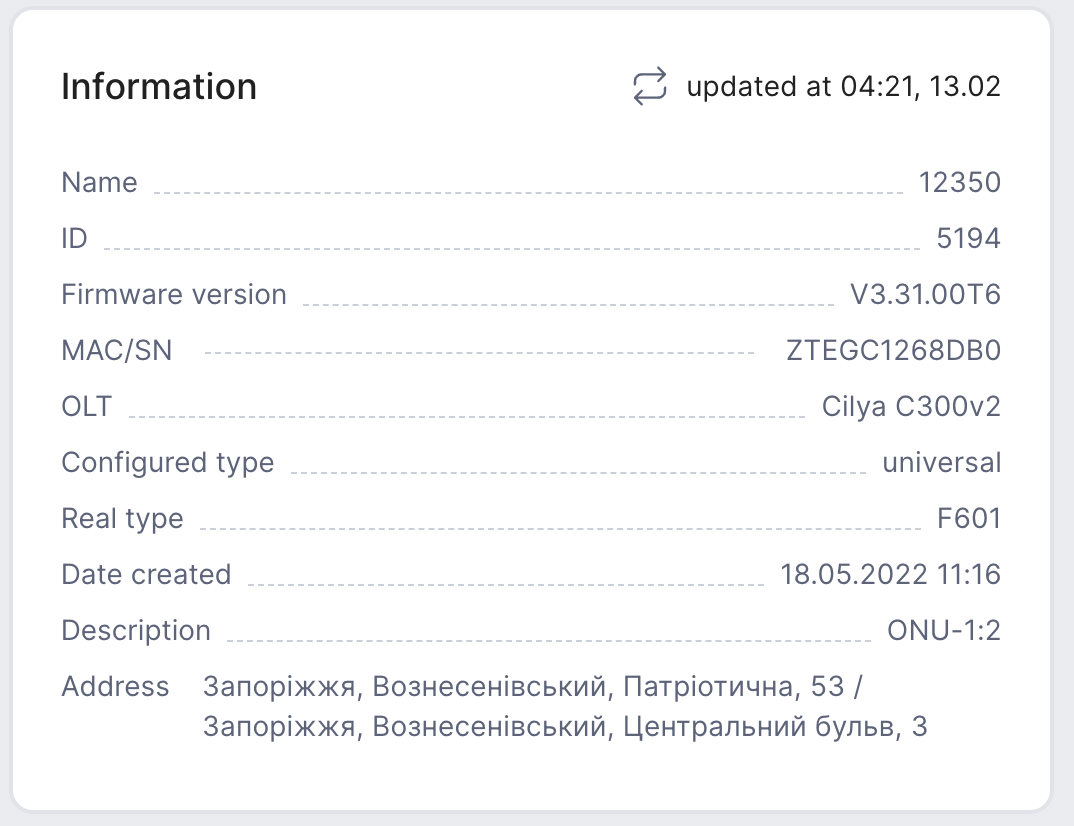 Information
updated at 04:21, 13.02
Name 12350
ID 5194
Firmware version V3.31.00T6
MAC/SN ZTEGC1268DB0
OLT Cilya C300v2
Configured type universal
Real type F601
Date created 18.05.2022 11:16
Description ONU-1:2
Address Запоріжжя, Вознесенівський, Патріотична, 53 /
Запоріжжя, Вознесенівський, Центральний бульв, 3